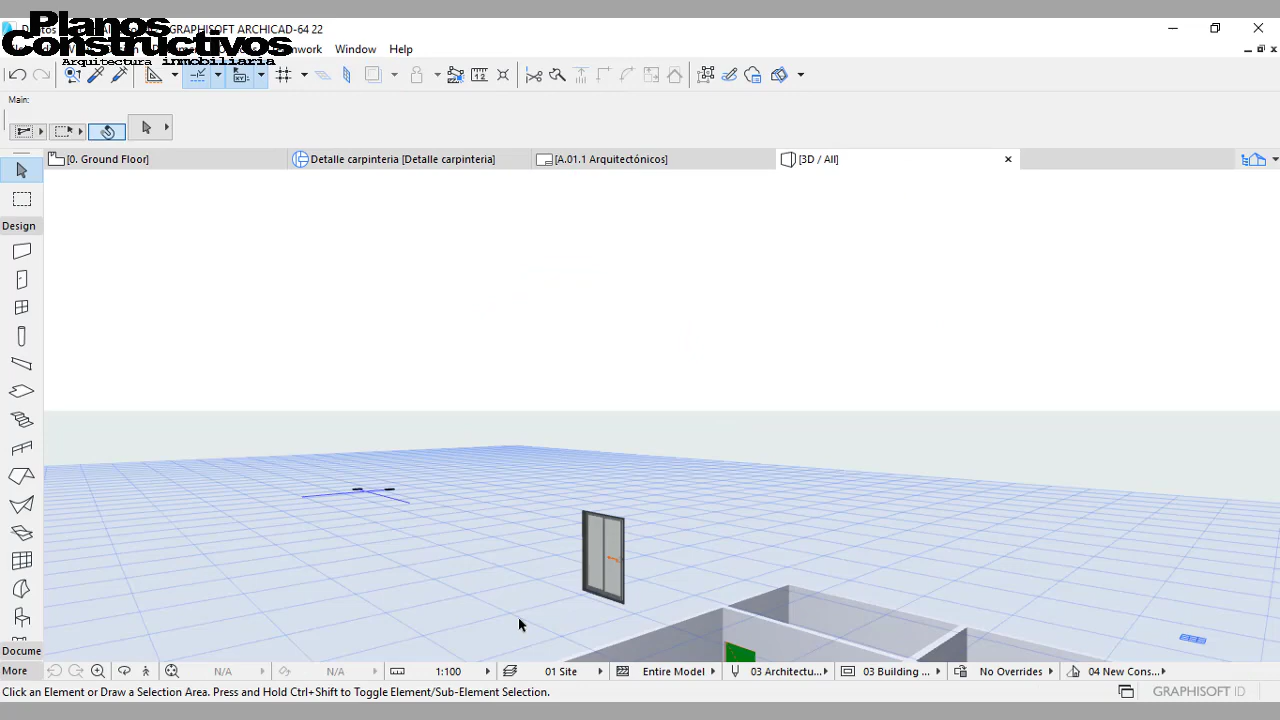 Planos
Constructivos
Arquitectura inmobiliaria
GRAPHISOFT ARCHICAD-64 22
Window Help
Main:
[0. Ground Floor]
Detalle carpinteria [Detalle carpinteria]
[A.01.1 Arquitectónicos]
[3D / All]
Design
Docume
More
N/A
N/A
1:100
01 Site
Entire Model
03 Architectu...
03 Building ...
No Overrides
04 New Cons...
Click an Element or Draw a Selection Area. Press and Hold Ctrl+Shift to Toggle Element/Sub-Element Selection.
GRAPHISOFT ID